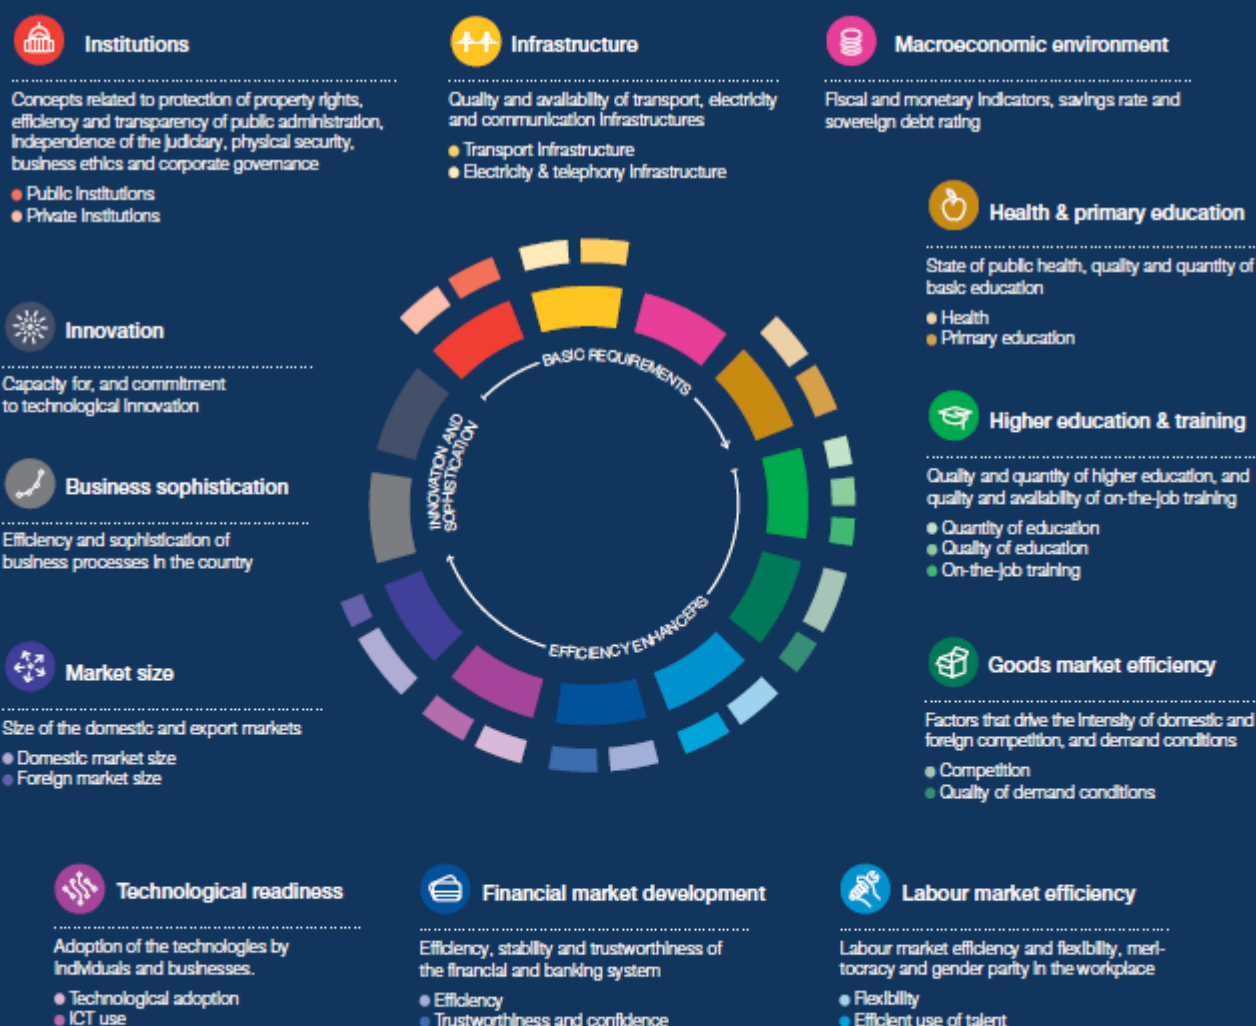 Institutions
Concepts related to protection of property rights,
efficiency and transparency of public administration,
independence of the judiciary, physical security,
business ethics and corporate governance
Public institutions
Private institutions
Infrastructure
Quality and availability of transport, electricity
and communication infrastructures
Transport infrastructure
Electricity & telephony infrastructure
Macroeconomic environment
Fiscal and monetary indicators, savings rate and
sovereign debt rating
Health & primary education
State of public health, quality and quantity of
basic education
Health
Primary education
Higher education & training
Quality and quantity of higher education, and
quality and availability of on-the-job training
Quantity of education
Quality of education
On-the-job training
Goods market efficiency
Factors that drive the intensity of domestic and
foreign competition, and demand conditions
Competition
Quality of demand conditions
Innovation
Capacity for, and commitment
to technological innovation
Business sophistication
Efficiency and sophistication of
business processes in the country
Market size
Size of the domestic and export markets
Domestic market size
Foreign market size
BASIC REQUIREMENTS
EFFICIENCY ENHANCERS
INNOVATION AND
SOPHISTICATION
Technological readiness
Adoption of the technologies by
individuals and businesses.
Technological adoption
ICT use
Financial market development
Efficiency, stability and trustworthiness of
the financial and banking system
Efficiency
Trustworthiness and confidence
Labour market efficiency
Labour market efficiency and flexibility, meri-
tocracy and gender parity in the workplace
Flexibility
Efficient use of talent